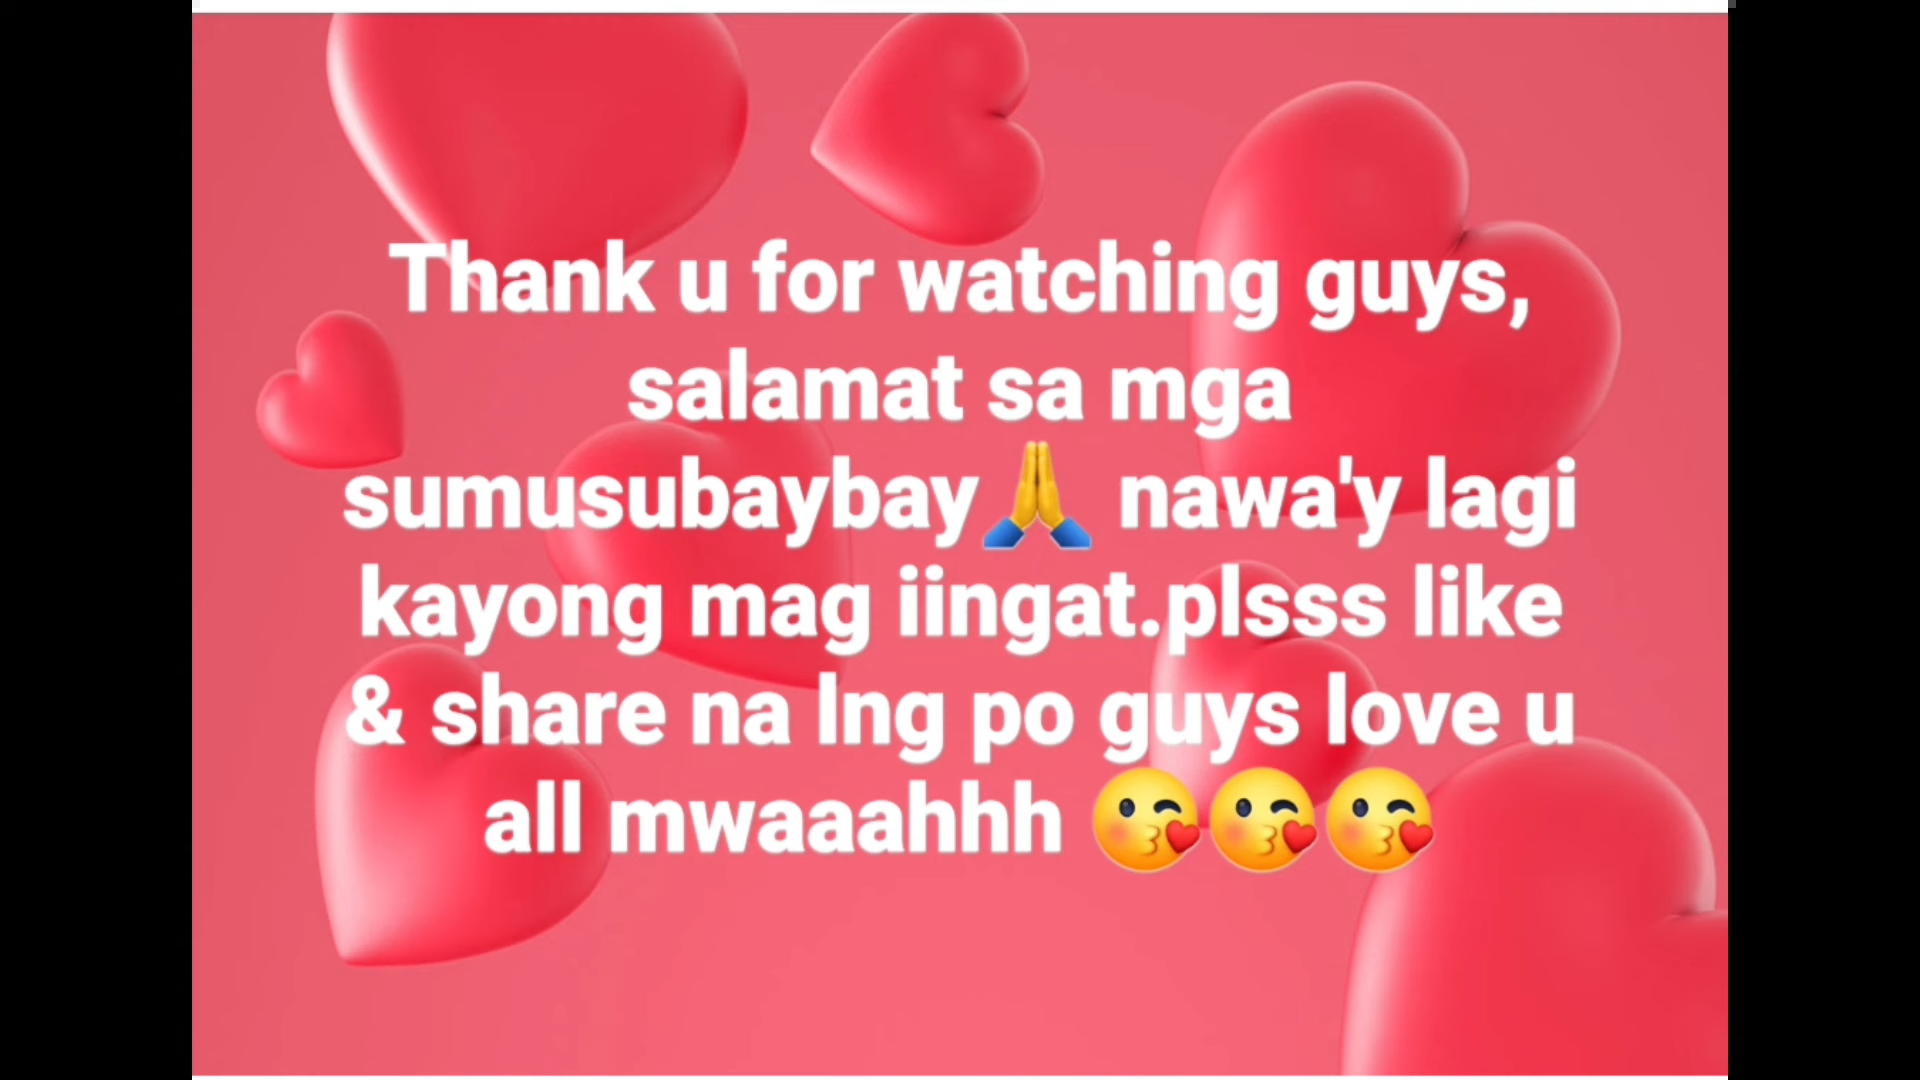 Thank u for watching guys,
salamat sa mga
sumusubaybay🙏 nawa'y lagi
kayong mag iingat.plsss like
& share na lng po guys love u
all mwaaahhh 😘😘😘